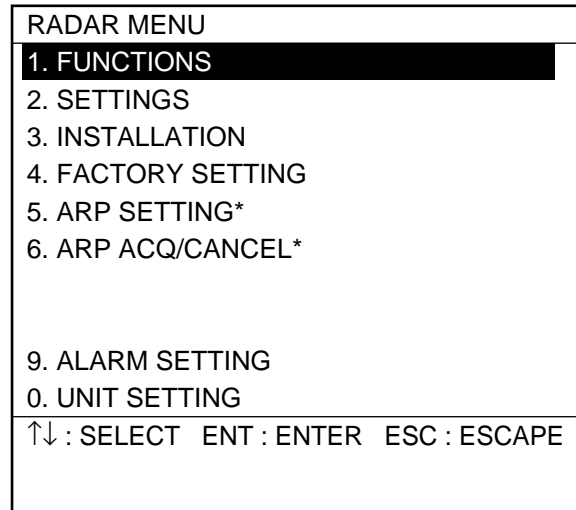 RADAR MENU
1. FUNCTIONS
2. SETTINGS
3. INSTALLATION
4. FACTORY SETTING
5. ARP SETTING*
6. ARP ACQ/CANCEL*
9. ALARM SETTING
0. UNIT SETTING
↑↓ : SELECT ENT : ENTER ESC : ESCAPE